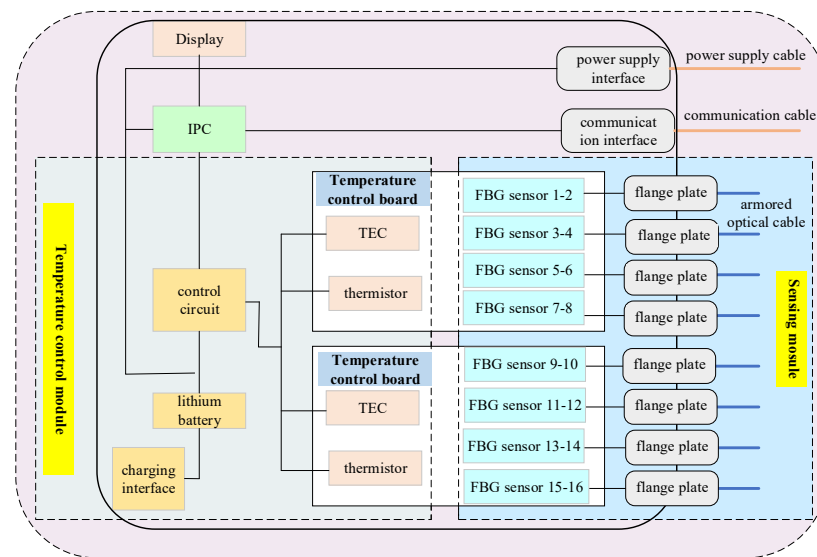 Display
power supply
interface
power supply cable
IPC
communicat
ion interface
communication cable
Temperature control module
Temperature
control board
TEC
thermistor
control
circuit
FBG sensor 1-2
FBG sensor 3-4
FBG sensor 5-6
FBG sensor 7-8
flange plate
flange plate
flange plate
flange plate
armored
optical cable
Sensing mosule
Temperature
control board
TEC
thermistor
lithium
battery
charging
interface
FBG sensor 9-10
FBG sensor 11-12
FBG sensor 13-14
FBG sensor 15-16
flange plate
flange plate
flange plate
flange plate